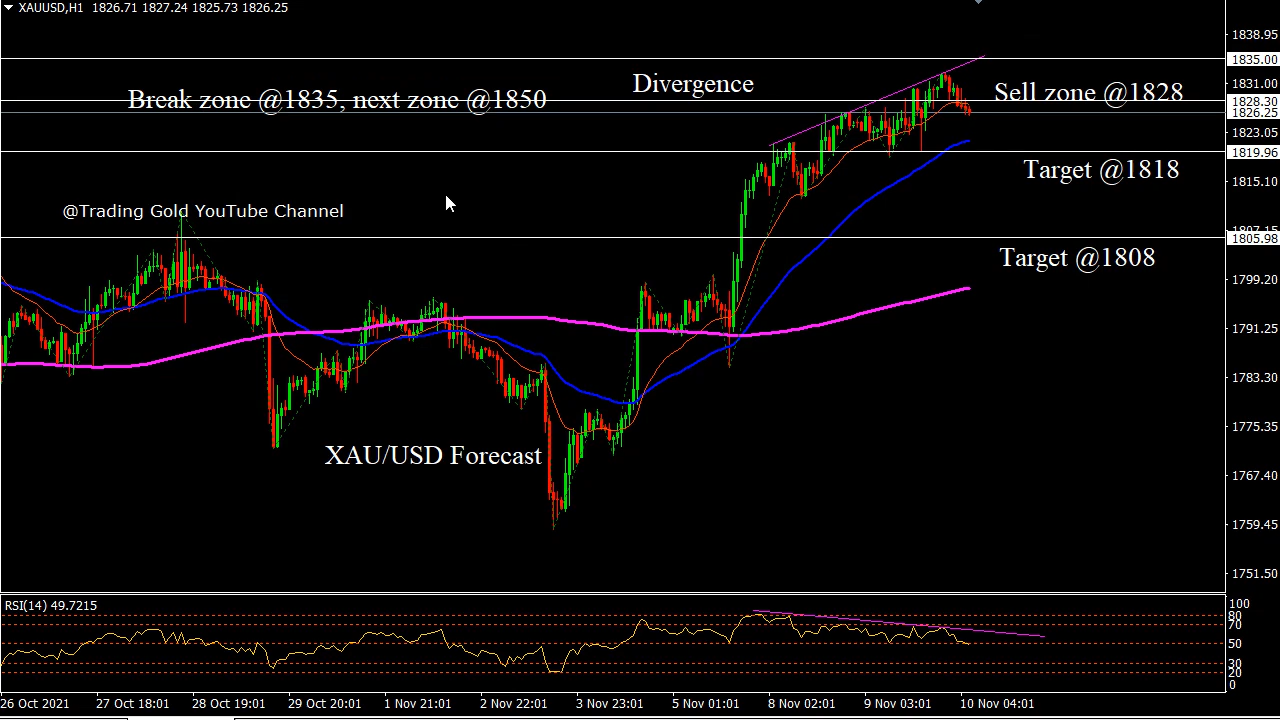 XAUUSD,H1 1826.71 1827.24 1825.73 1826.25
1838.95
1835.00
Divergence
1831.00
Break zone @1835, next zone @1850
Sell zone @1828
1828.30
1826.25
1823.05
1819.96
Target @1818
1815.10
@Trading Gold YouTube Channel
1807.15
1805.98
Target @1808
1799.20
1791.25
1783.30
1775.35
XAU/USD Forecast
1767.40
1759.45
1751.50
RSI(14) 49.7215
100
80
70
50
30
20
0
26 Oct 2021 27 Oct 18:01 28 Oct 19:01 29 Oct 20:01 1 Nov 21:01 2 Nov 22:01 3 Nov 23:01 5 Nov 01:01 8 Nov 02:01 9 Nov 03:01 10 Nov 04:01